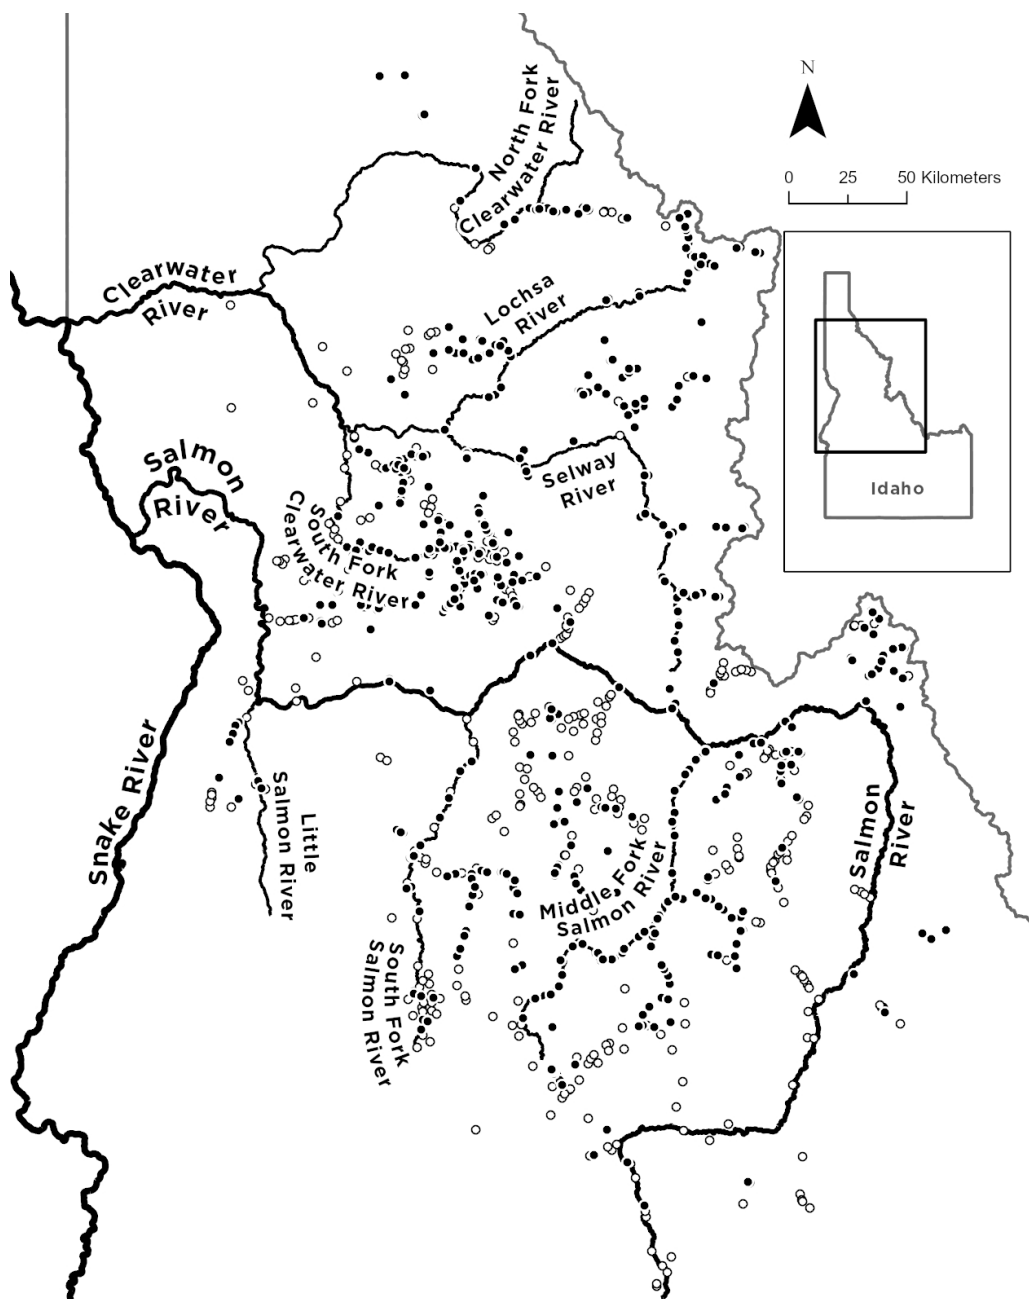 North Fork
Clearwater River
N
0 25 50 Kilometers
Clearwater
River
Lochsa
River
Salmon
River
Selway
River
Idaho
South Fork
Clearwater River
Snake River
Little
Salmon River
Salmon
River
Middle Fork
Salmon River
South Fork
Salmon River